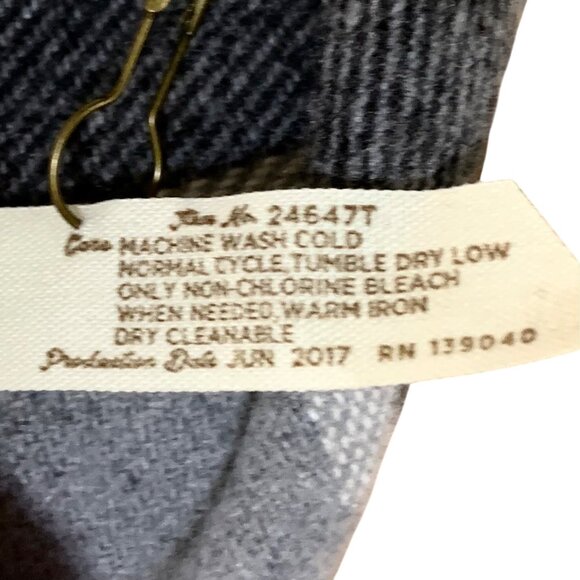 Item No. 24647T
Care MACHINE WASH COLD
NORMAL CYCLE, TUMBLE DRY LOW
ONLY NON-CHLORINE BLEACH
WHEN NEEDED, WARM IRON
DRY CLEANABLE
Production Date JUN 2017 RN 139040